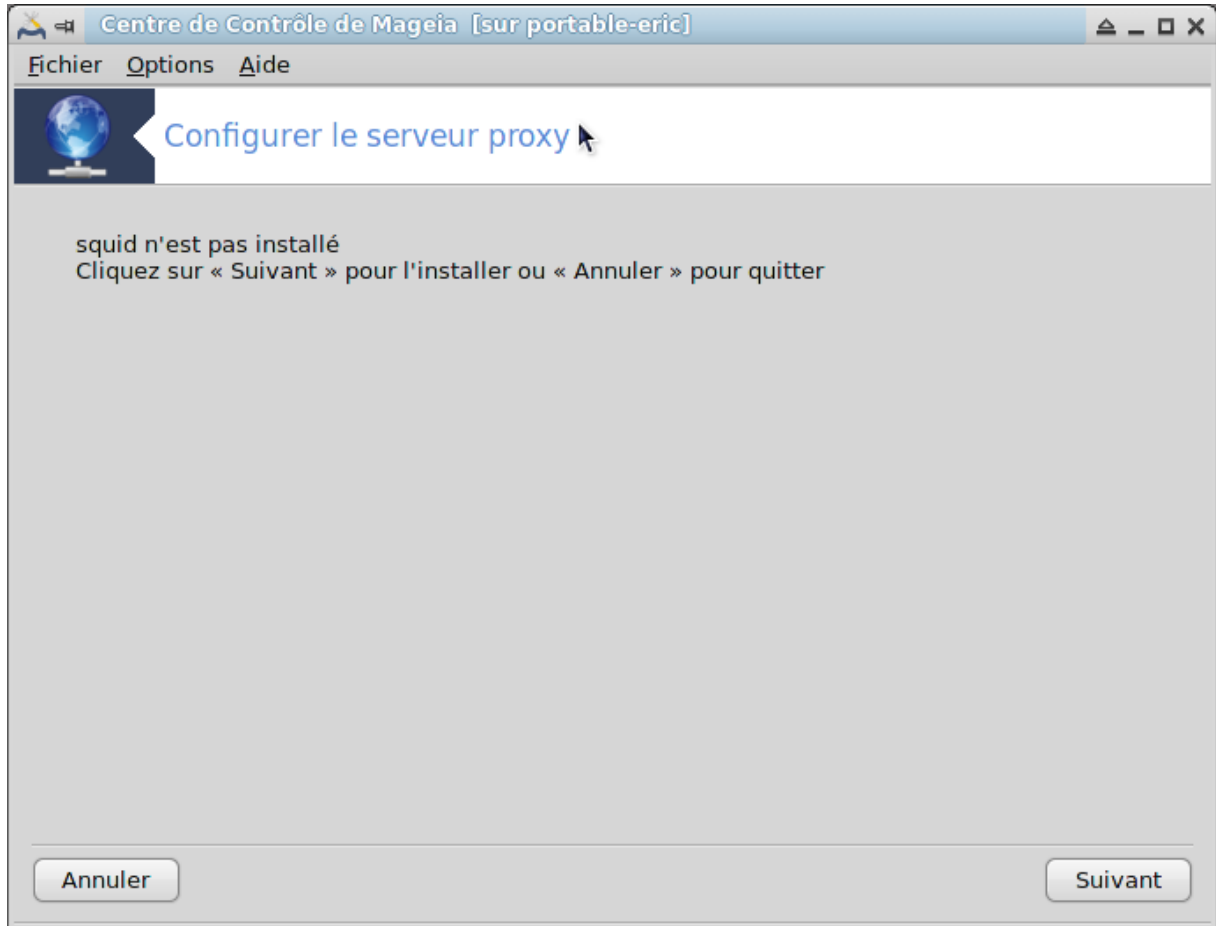 Centre de Contrôle de Mageia [sur portable-eric]
Fichier Options Aide
Configurer le serveur proxy
squid n'est pas installé
Cliquez sur « Suivant » pour l'installer ou « Annuler » pour quitter
Annuler Suivant